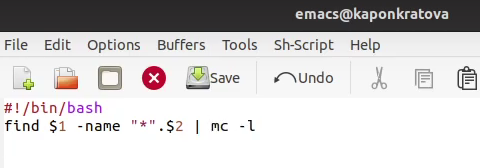 emacs@kaponkratova
File Edit Options Buffers Tools Sh-Script Help
Save Undo
#!/bin/bash
find $1 -name "*".$2 | mc -l